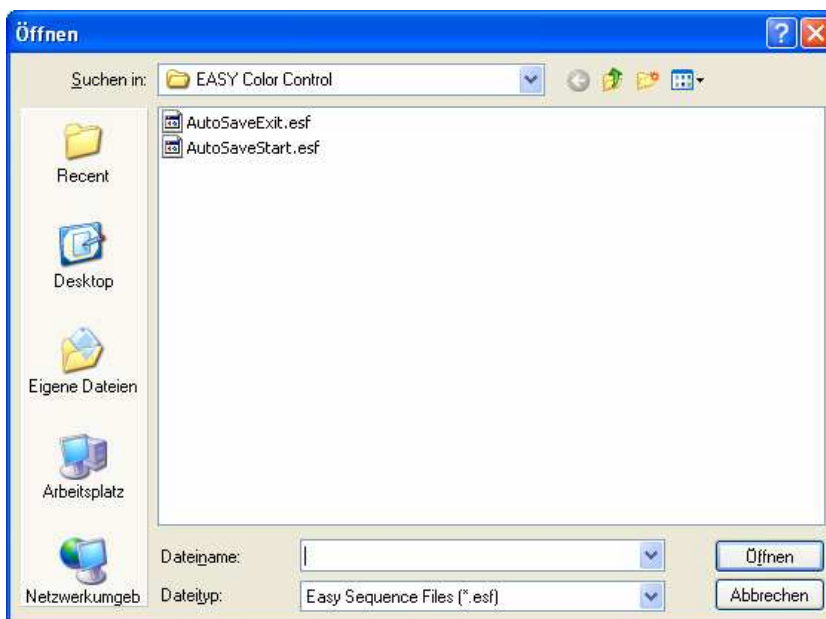 Öffnen
Suchen in: EASY Color Control
AutoSaveExit.esf
AutoSaveStart.esf
Recent
Desktop
Eigene Dateien
Arbeitsplatz
Netzwerkumgeb
Dateiname: Öffnen
Dateityp: Easy Sequence Files (*.esf) Abbrechen